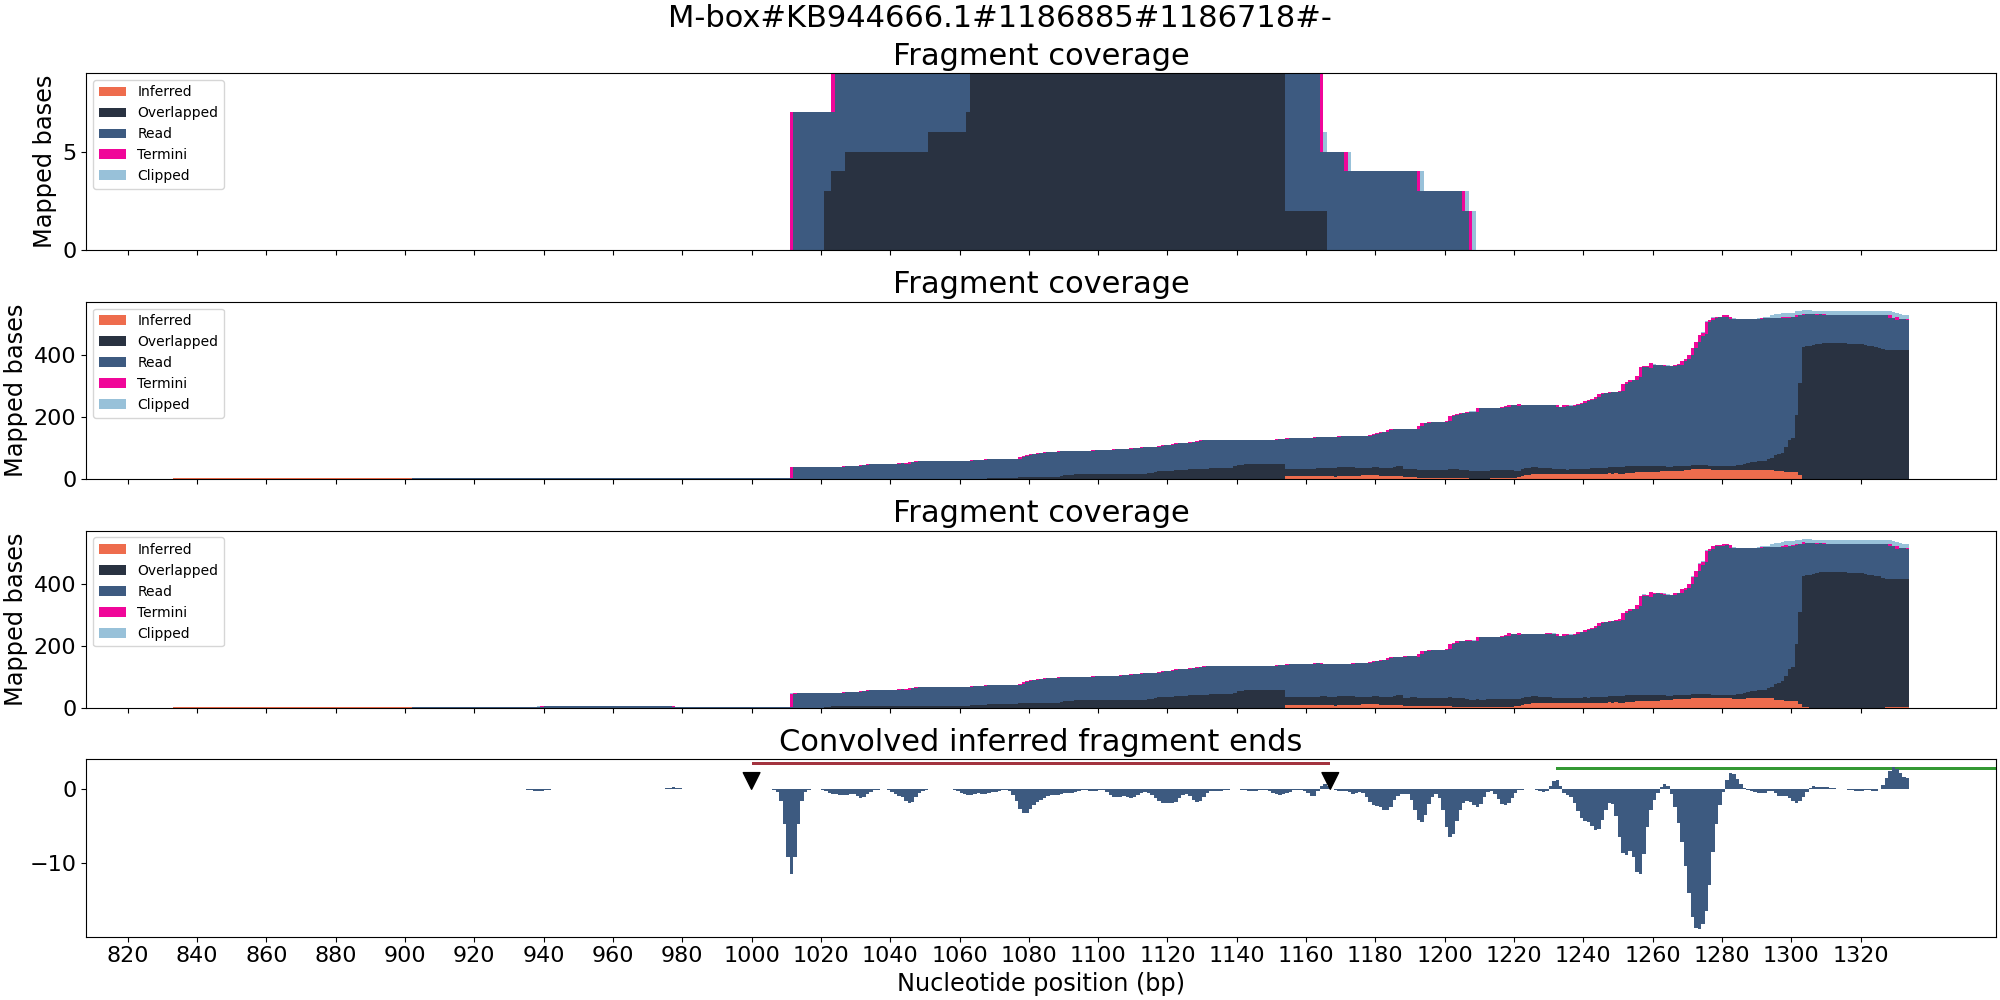 M-box#KB944666.1#1186885#1186718#-
Fragment coverage
Mapped bases
5
0
Inferred
Overlapped
Read
Termini
Clipped
Fragment coverage
Mapped bases
400
200
0
Inferred
Overlapped
Read
Termini
Clipped
Fragment coverage
Mapped bases
400
200
0
Inferred
Overlapped
Read
Termini
Clipped
Convolved inferred fragment ends
0
−10
820 840 860 880 900 920 940 960 980 1000 1020 1040 1060 1080 1100 1120 1140 1160 1180 1200 1220 1240 1260 1280 1300 1320
Nucleotide position (bp)